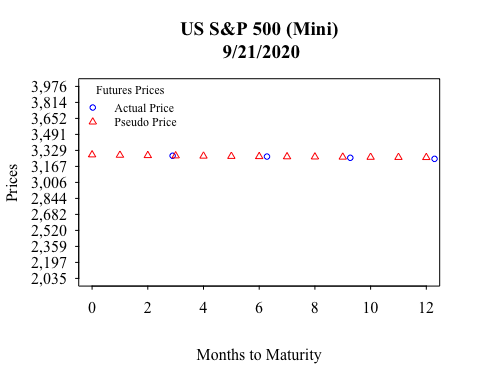 US S&P 500 (Mini)
9/21/2020
Futures Prices
Actual Price
Pseudo Price
Prices
3,976
3,814
3,652
3,491
3,329
3,167
3,006
2,844
2,682
2,520
2,359
2,197
2,035
0 2 4 6 8 10 12
Months to Maturity